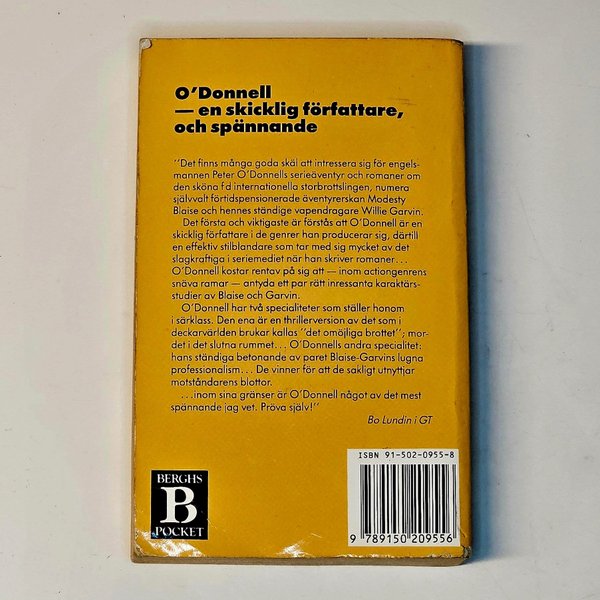 O’Donnell
— en skicklig författare,
och spännande
"Det finns många goda skäl att intressera sig för engels-
mannen Peter O’Donnells serieäventyr och romaner om
den sköna f d internationella storbrottslingen, numera
självvalt förtidspensionerade äventyrerskan Modesty
Blaise och hennes ständige vapendragare Willie Garvin.
Det första och viktigaste är förstås att O’Donnell är en
skicklig författare i de genrer han producerar sig, därtill
en effektiv stilblandare som tar med sig mycket av det
slagkraftiga i seriemediet när han skriver romaner...
O’Donnell kostar rentav på sig att — inom actiongenrens
snäva ramar — antyda ett par rätt inressanta karaktärs-
studier av Blaise och Garvin.
O’Donnell har två specialiteter som ställer honom
i särklass. Den ena är en thrillerversion av det som i
deckarvärlden brukar kallas "det omöjliga brottet"; mor-
det i det slutna rummet... O’Donnells andra specialitet:
hans ständiga betonande av paret Blaise-Garvins lugna
professionalism... De vinner för att de sakligt utnyttjar
motståndarens blottor.
...inom sina gränser är O’Donnell något av det mest
spännande jag vet. Pröva själv!"
Bo Lundin i GT
ISBN 91-502-0955-8
BERGHS
B
POCKET
9 789150 209556